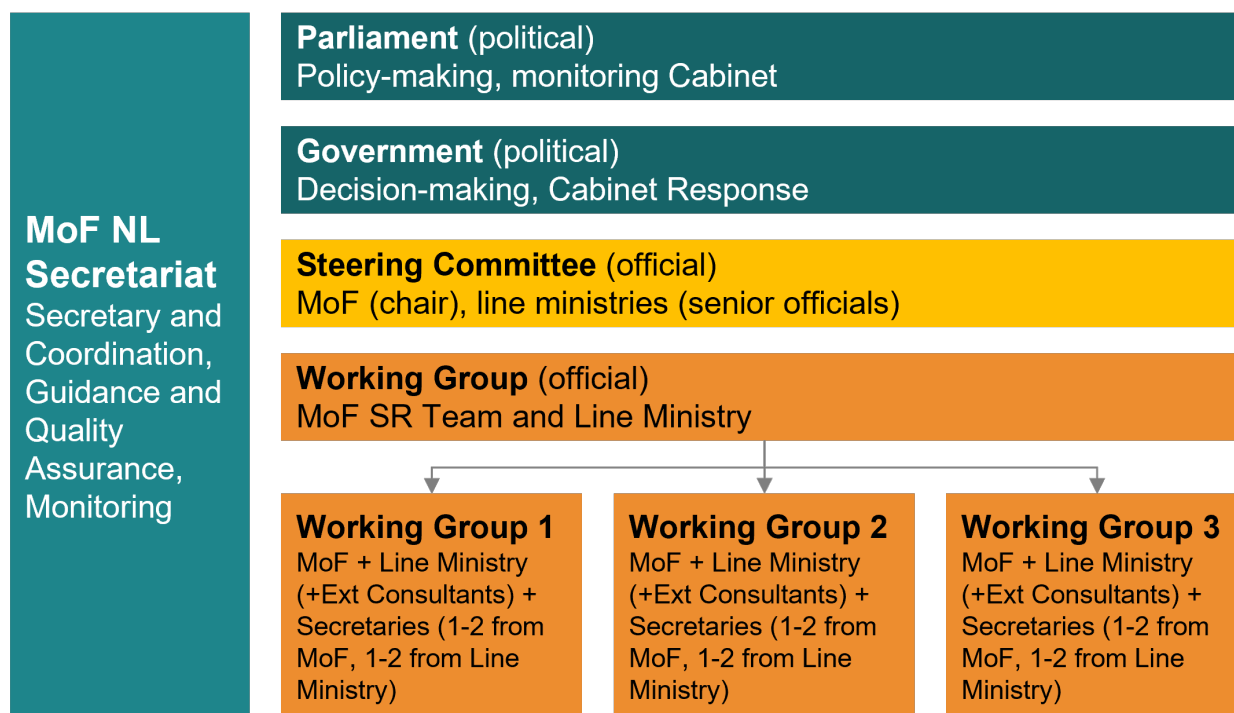 MoF NL
Secretariat
Secretary and
Coordination,
Guidance and
Quality
Assurance,
Monitoring
Parliament (political)
Policy-making, monitoring Cabinet
Government (political)
Decision-making, Cabinet Response
Steering Committee (official)
MoF (chair), line ministries (senior officials)
Working Group (official)
MoF SR Team and Line Ministry
Working Group 1
MoF + Line Ministry
(+Ext Consultants) +
Secretaries (1-2 from
MoF, 1-2 from Line
Ministry)
Working Group 2
MoF + Line Ministry
(+Ext Consultants) +
Secretaries (1-2 from
MoF, 1-2 from Line
Ministry)
Working Group 3
MoF + Line Ministry
(+Ext Consultants) +
Secretaries (1-2 from
MoF, 1-2 from Line
Ministry)